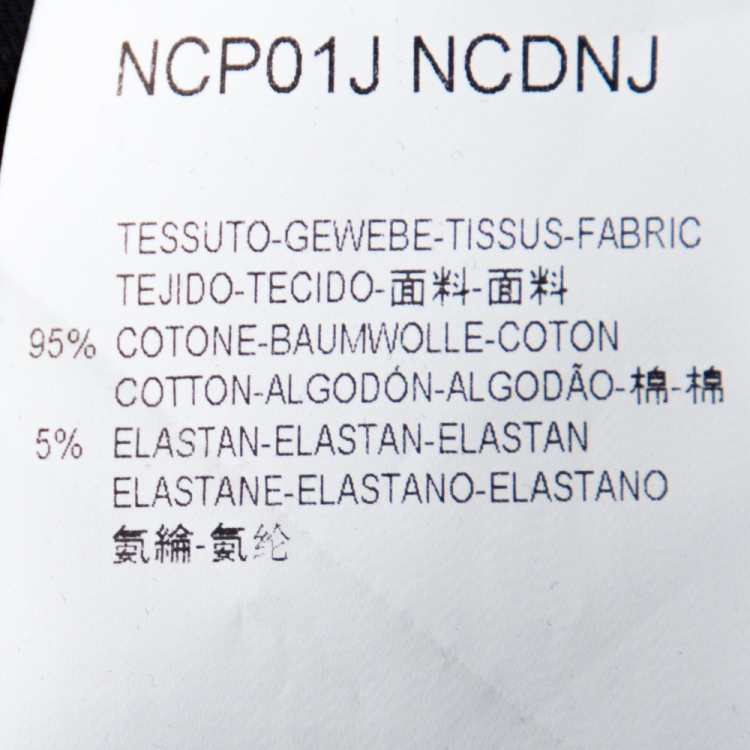 NCP01J NCDNJ
TESSUTO-GEWEBE-TISSUS-FABRIC
TEJIDO-TECIDO-面料-面料
95% COTONE-BAUMWOLLE-COTON
COTTON-ALGODÓN-ALGODÃO-棉-棉
5% ELASTAN-ELASTAN-ELASTAN
ELASTANE-ELASTANO-ELASTANO
氨綸-氨纶